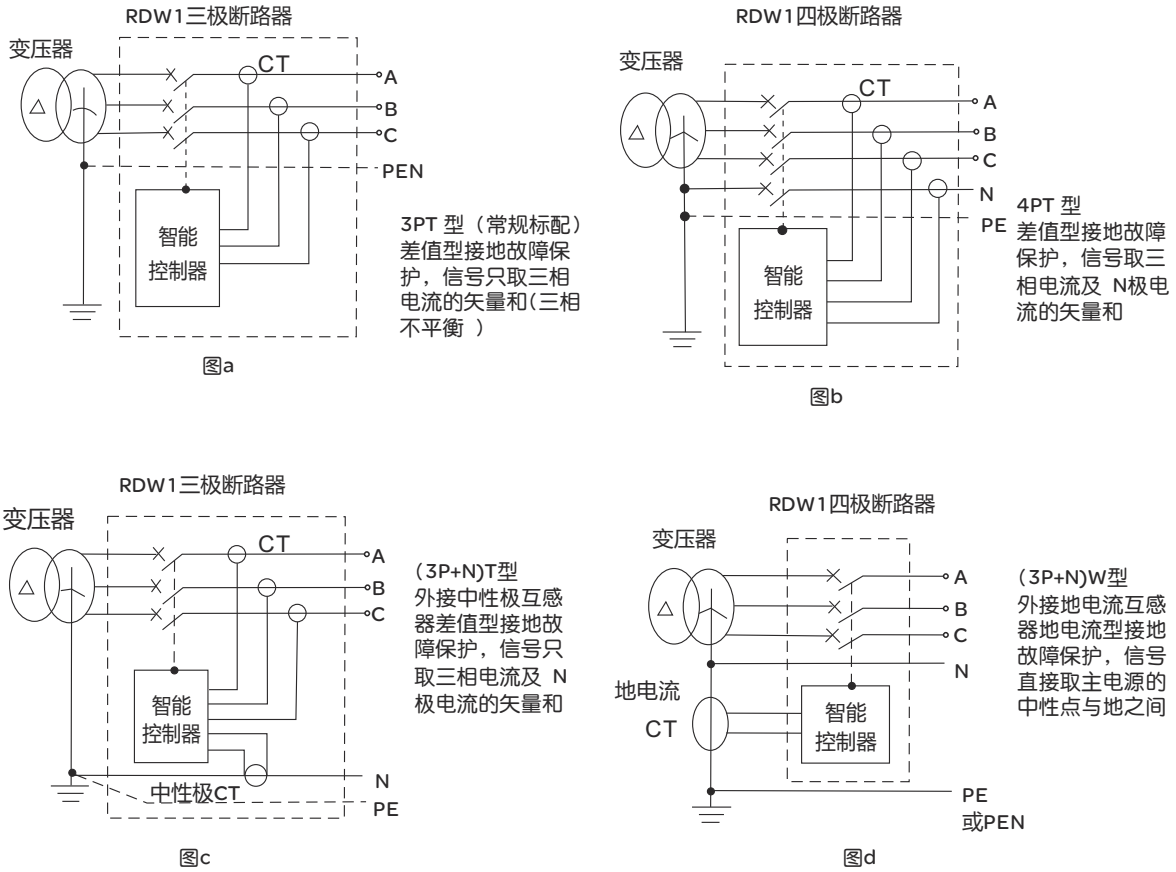 RDW1三极断路器
变压器
CT
A
B
C
PEN
智能
控制器
3PT 型（常规标配）
差值型接地故障保
护，信号只取三相
电流的矢量和(三相
不平衡 )
图a
RDW1四极断路器
变压器
CT
A
B
C
N
PE
智能
控制器
4PT 型
差值型接地故障
保护，信号取三
相电流及 N极电
流的矢量和
图b
RDW1三极断路器
变压器
CT
A
B
C
智能
控制器
N
中性极CT
PE
(3P+N)T型
外接中性极互感
器差值型接地故
障保护，信号只
取三相电流及 N
极电流的矢量和
图c
RDW1四极断路器
变压器
A
B
C
N
地电流
CT
智能
控制器
PE
或PEN
(3P+N)W型
外接地电流互感
器地电流型接地
故障保护，信号
直接取主电源的
中性点与地之间
图d